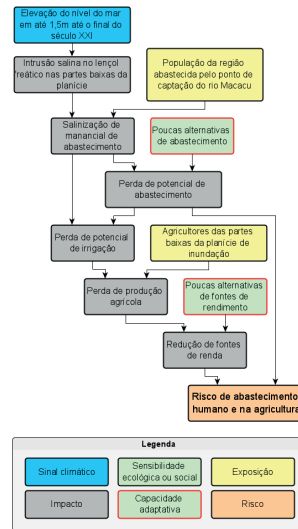 Elevação do nível do mar
em até 1,5m até o final do
século XXI
Intrusão salina no lençol
freático nas partes baixas da
planície
População da região
abastecida pelo ponto de
captação do rio Macacu
Salinização de
manancial de
abastecimento
Poucas alternativas
de abastecimento
Perda de potencial de
abastecimento
Perda de potencial de
irrigação
Agricultores das partes
baixas da planície de
inundação
Perda de produção
agrícola
Poucas alternativas
de fontes de
rendimento
Redução de fontes
de renda
Risco de abastecimento
humano e na agricultura
Legenda
Sinal climático
Sensibilidade
ecológica ou social
Exposição
Impacto
Capacidade
adaptativa
Risco